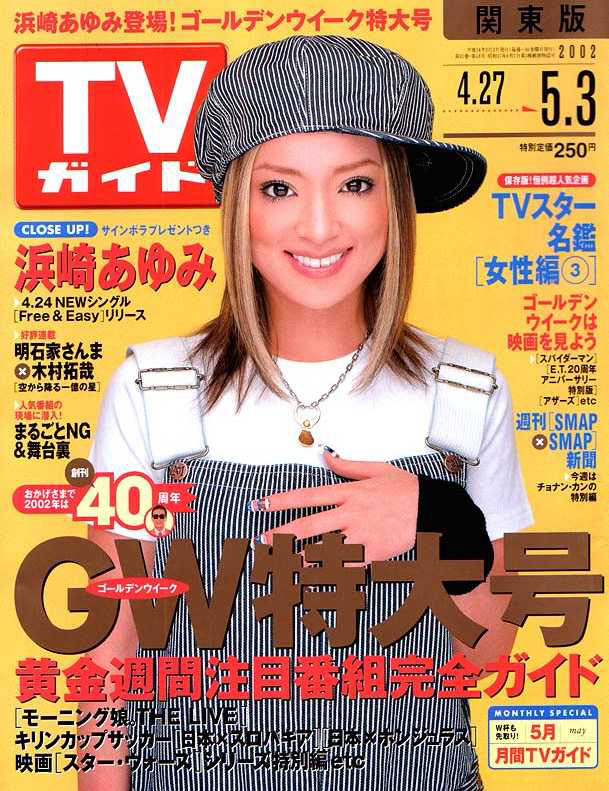 浜崎あゆみ登場!ゴールデンウイーク特大号
関東版
2002
4.27
5.3
特別定価250円
TV
ガイド
CLOSE UP! サインポラプレゼントつき
浜崎あゆみ
4.24 NEWシングル
[Free & Easy]リリース
好評連載
明石家さんま
×木村拓哉
[空から降る一億の星]
人気番組の
現場に潜入!
まるごとNG
&舞台裏
保存版!恒例超人気企画
TVスター
名鑑
[女性編③]
ゴールデン
ウイークは
映画を見よう
[スパイダーマン]
[E.T.20周年
アニバーサリー
特別版]
[アザーズ]etc
週刊[SMAP
×SMAP]
新聞
今週は
チョナン・カンの
特別編
おかげさまで
2002年は
創刊
40周年
GW特大号
ゴールデンウイーク
黄金週間注目番組完全ガイド
[モーニング娘。THE LIVE
キリンカップサッカー[日本×スロバキア][日本×ホンジュラス]
映画[スター・ウォーズ]シリーズ特別編etc
MONTHLY SPECIAL
W杯も
先取り!
5月 may
月間TVガイド